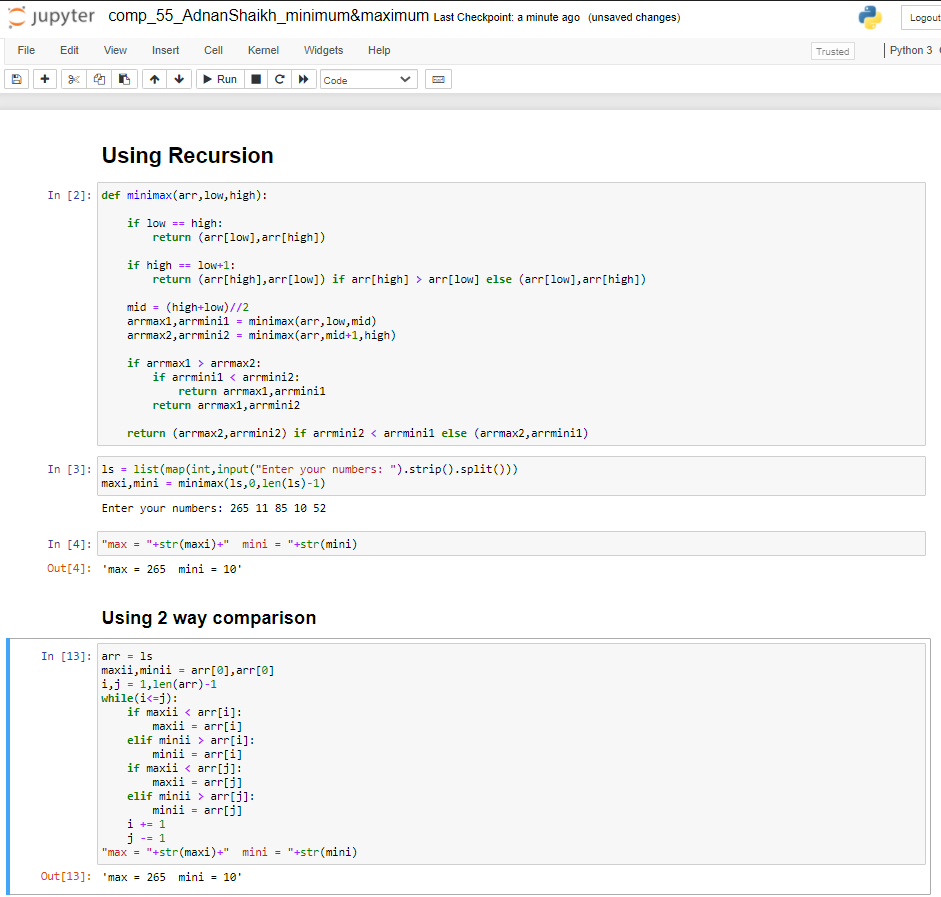 jupyter comp_55_AdnanShaikh_minimum&maximum Last Checkpoint: a minute ago (unsaved changes) Logout
File Edit View Insert Cell Kernel Widgets Help Trusted Python 3
Run Code
Using Recursion
In [2]: def minimax(arr,low,high):
    if low == high:
        return (arr[low],arr[high])
    if high == low+1:
        return (arr[high],arr[low]) if arr[high] > arr[low] else (arr[low],arr[high])
    mid = (high+low)//2
    arrmax1,arrmini1 = minimax(arr,low,mid)
    arrmax2,arrmini2 = minimax(arr,mid+1,high)
    if arrmax1 > arrmax2:
        if arrmini1 < arrmini2:
            return arrmax1,arrmini1
        return arrmax1,arrmini2
    return (arrmax2,arrmini2) if arrmini2 < arrmini1 else (arrmax2,arrmini1)
In [3]: ls = list(map(int,input("Enter your numbers: ").strip().split()))
maxi,mini = minimax(ls,0,len(ls)-1)
Enter your numbers: 265 11 85 10 52
In [4]: "max = "+str(maxi)+"  mini = "+str(mini)
Out[4]: 'max = 265  mini = 10'
Using 2 way comparison
In [13]: arr = ls
maxii,minii = arr[0],arr[0]
i,j = 1,len(arr)-1
while(i<=j):
    if maxii < arr[i]:
        maxii = arr[i]
    elif minii > arr[i]:
        minii = arr[i]
    if maxii < arr[j]:
        maxii = arr[j]
    elif minii > arr[j]:
        minii = arr[j]
    i += 1
    j -= 1
"max = "+str(maxi)+"  mini = "+str(mini)
Out[13]: 'max = 265  mini = 10'